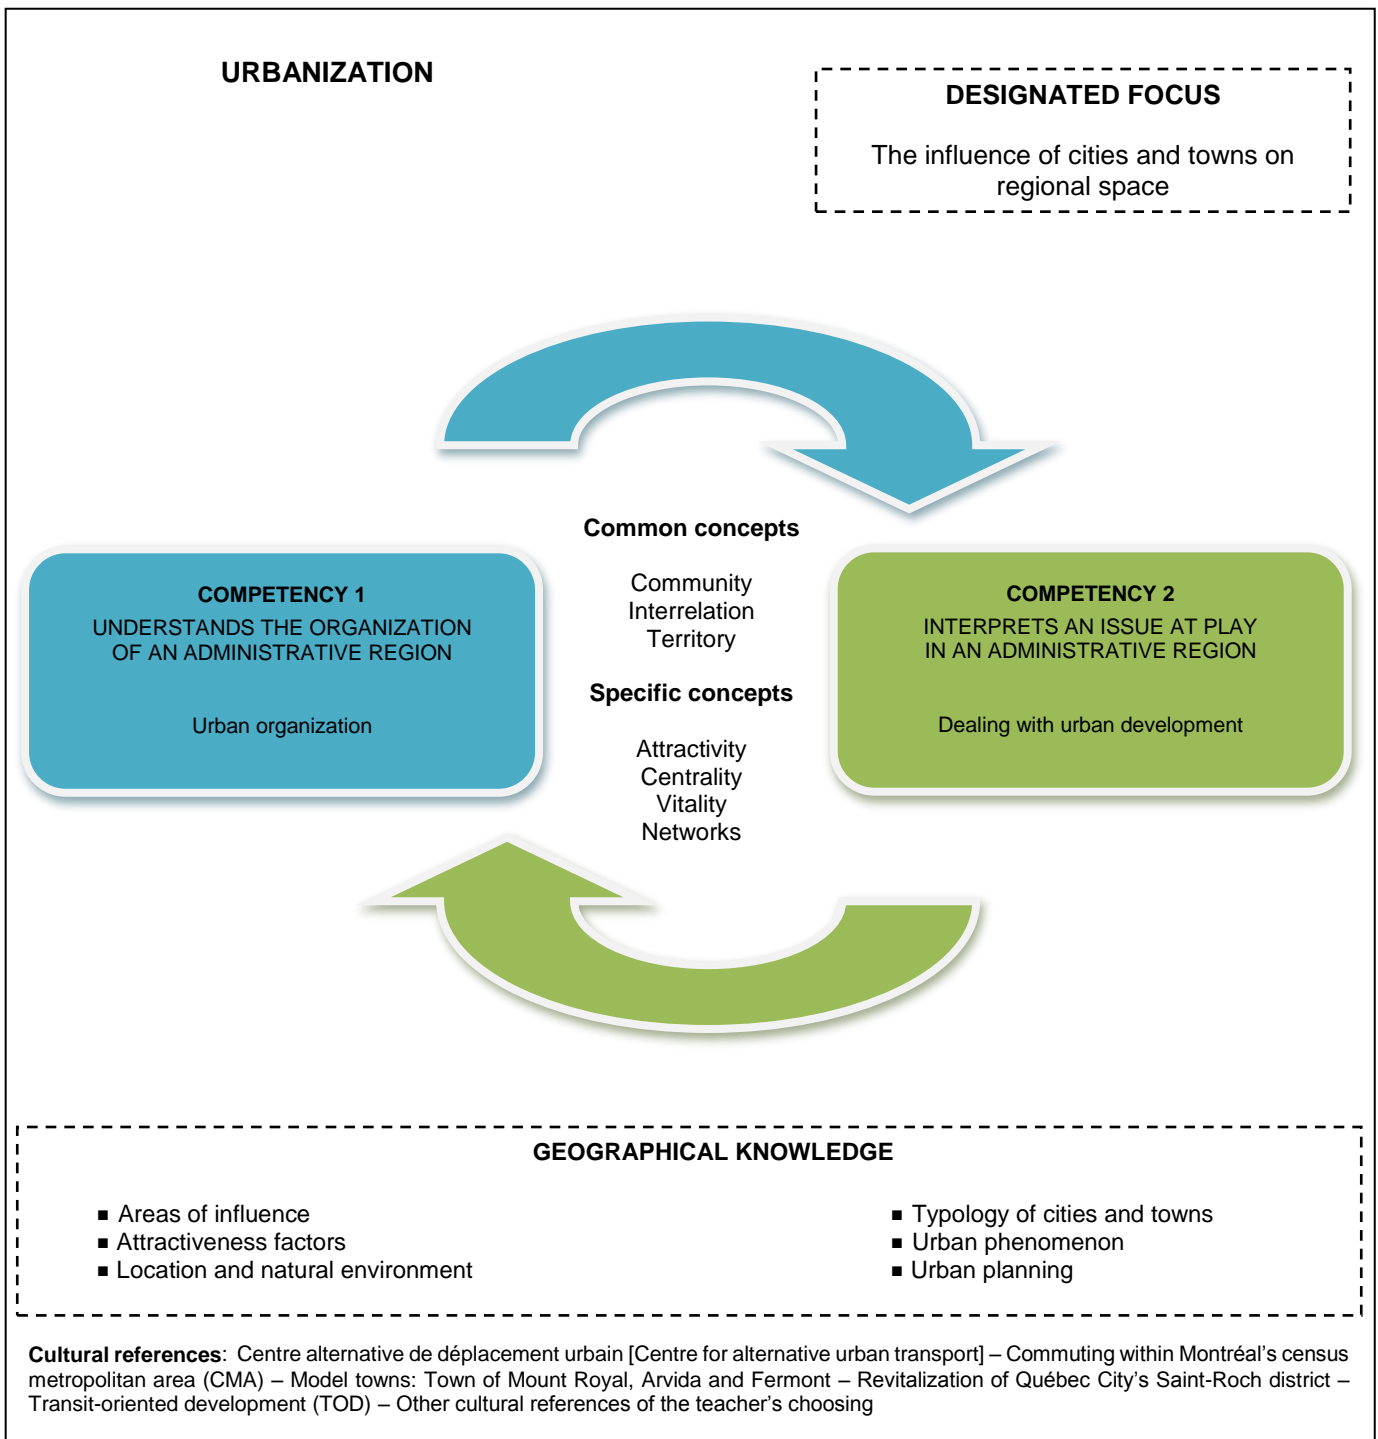 URBANIZATION
DESIGNATED FOCUS
The influence of cities and towns on
regional space
Common concepts
Community
Interrelation
Territory
Specific concepts
Attractivity
Centrality
Vitality
Networks
COMPETENCY 1
UNDERSTANDS THE ORGANIZATION
OF AN ADMINISTRATIVE REGION
Urban organization
COMPETENCY 2
INTERPRETS AN ISSUE AT PLAY
IN AN ADMINISTRATIVE REGION
Dealing with urban development
GEOGRAPHICAL KNOWLEDGE
▪ Areas of influence
▪ Attractiveness factors
▪ Location and natural environment
▪ Typology of cities and towns
▪ Urban phenomenon
▪ Urban planning
Cultural references: Centre alternative de déplacement urbain [Centre for alternative urban transport] – Commuting within Montréal’s census
metropolitan area (CMA) – Model towns: Town of Mount Royal, Arvida and Fermont – Revitalization of Québec City’s Saint-Roch district –
Transit-oriented development (TOD) – Other cultural references of the teacher’s choosing